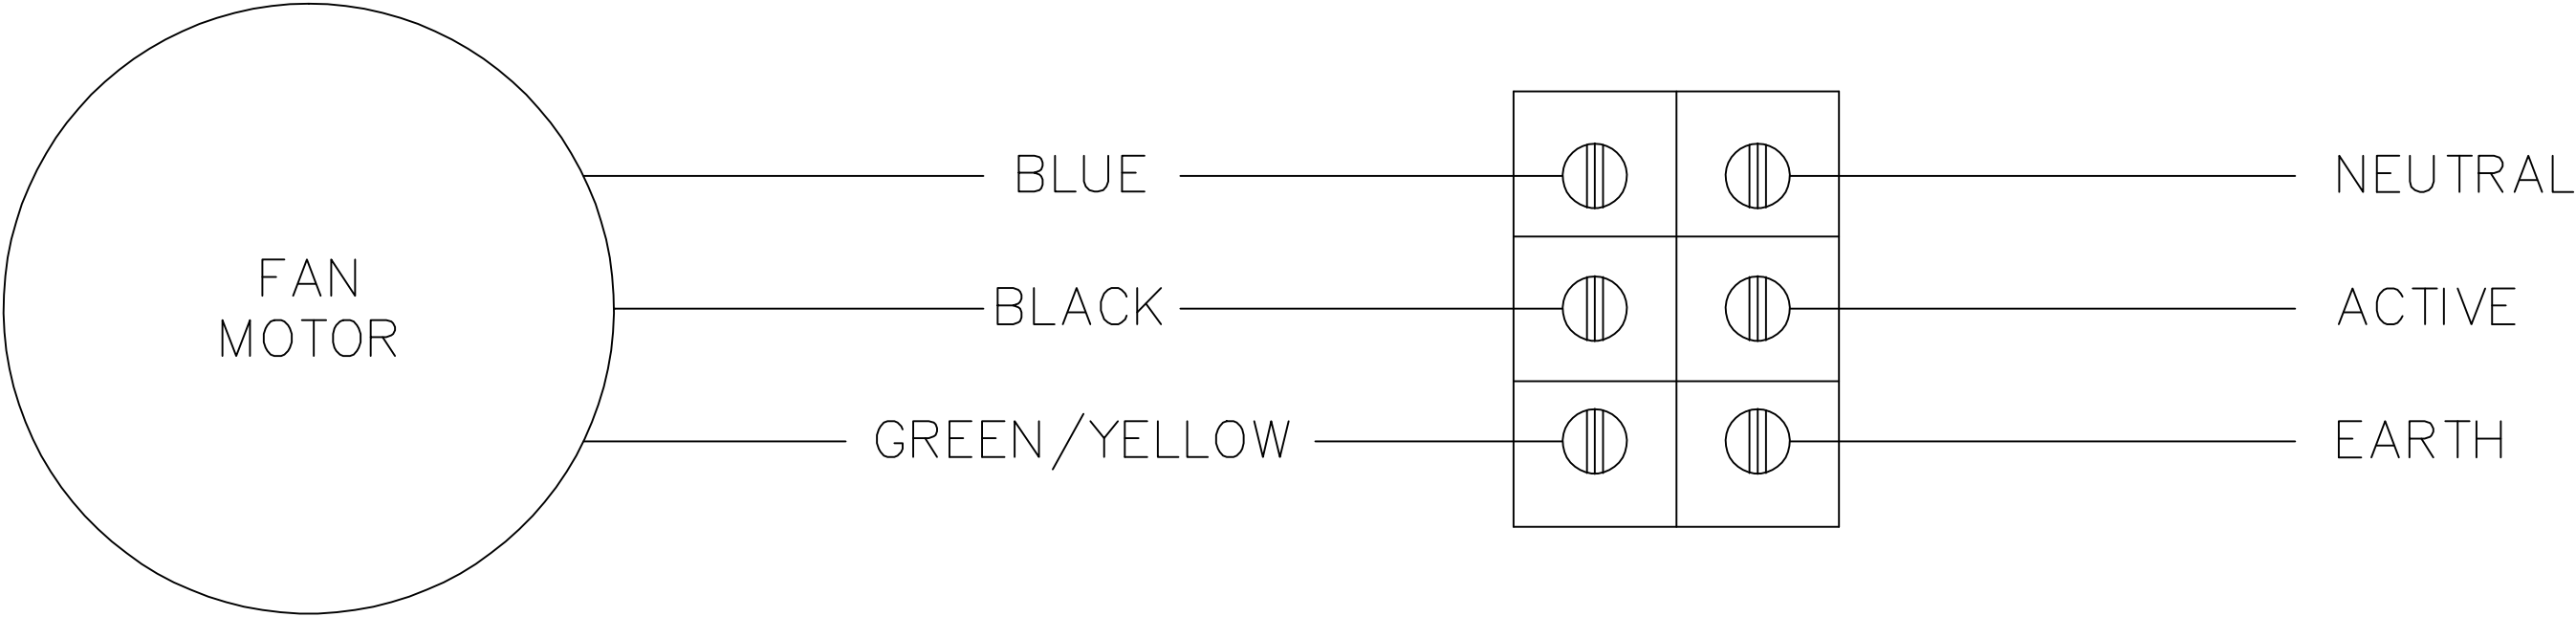 FAN
MOTOR
BLUE
NEUTRAL
BLACK
ACTIVE
GREEN/YELLOW
EARTH